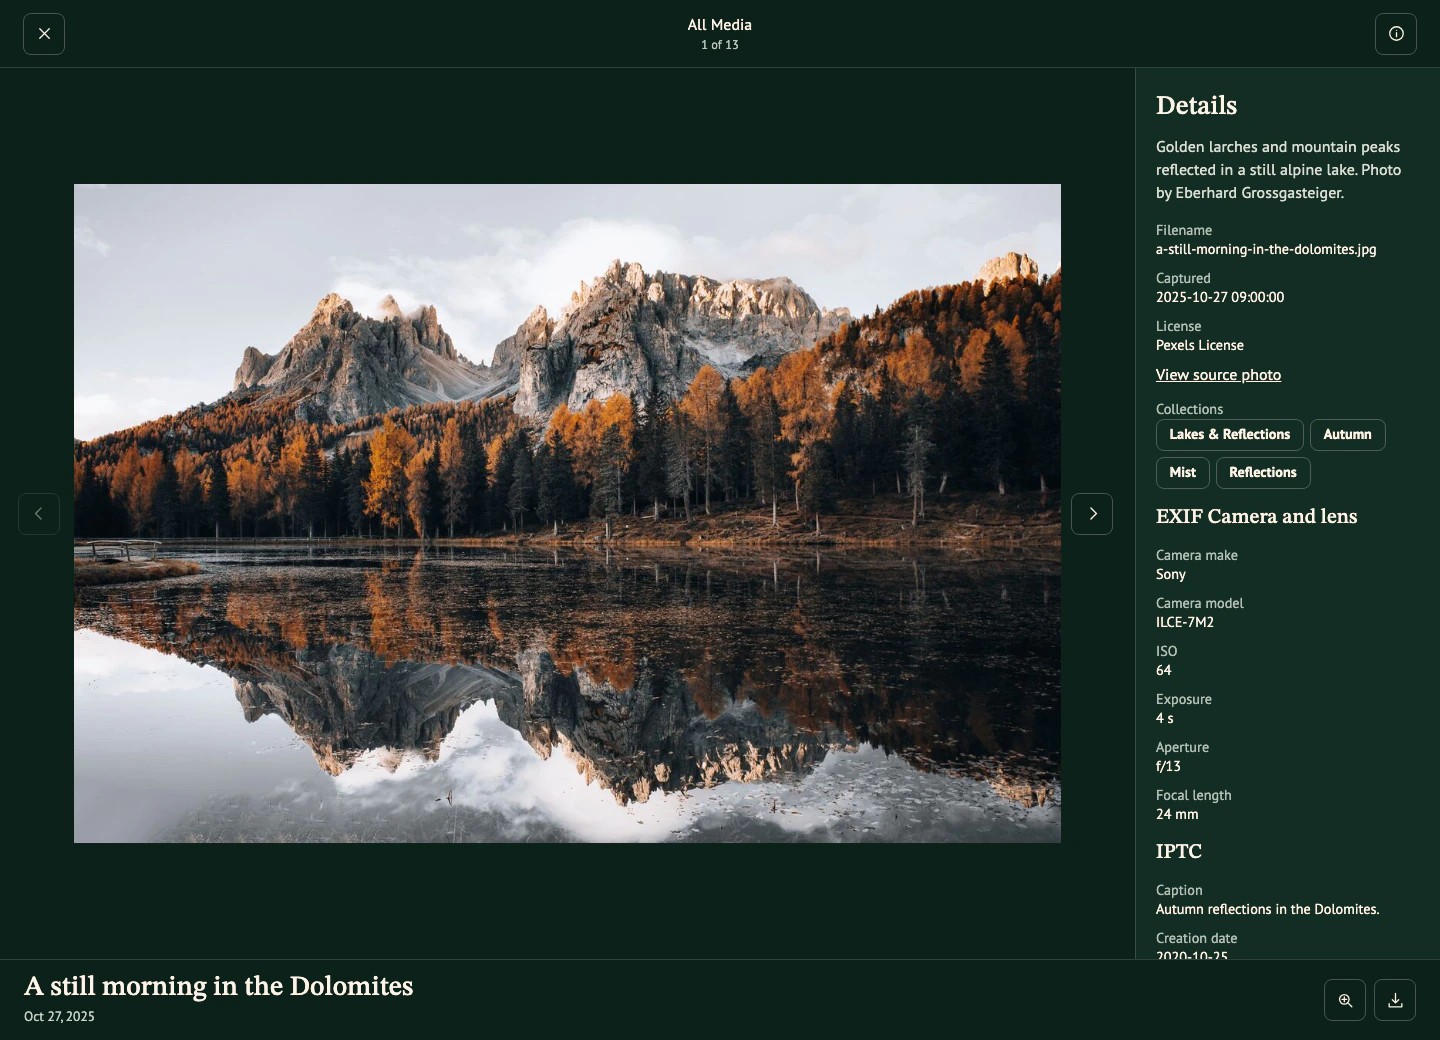 All Media
1 of 13
Details
Golden larches and mountain peaks
reflected in a still alpine lake. Photo
by Eberhard Grossgasteiger.
Filename
a-still-morning-in-the-dolomites.jpg
Captured
2025-10-27 09:00:00
License
Pexels License
View source photo
Collections
Lakes & Reflections
Autumn
Mist
Reflections
EXIF Camera and lens
Camera make
Sony
Camera model
ILCE-7M2
ISO
64
Exposure
4 s
Aperture
f/13
Focal length
24 mm
IPTC
Caption
Autumn reflections in the Dolomites.
Creation date
2020-10-25
A still morning in the Dolomites
Oct 27, 2025